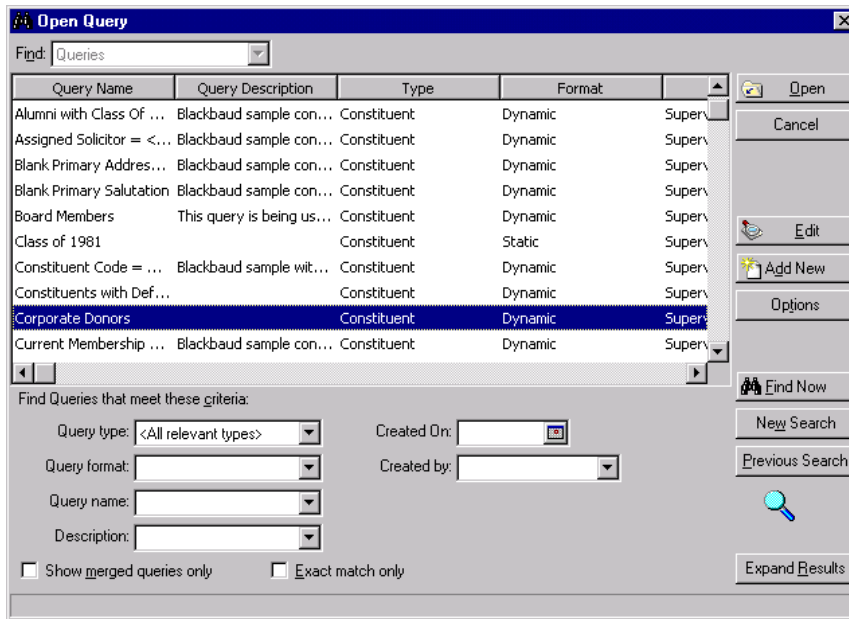 Open Query
Find: Queries
Query Name Query Description Type Format
Alumni with Class Of ... Blackbaud sample con... Constituent Dynamic Superv
Assigned Solicitor = <... Blackbaud sample con... Constituent Dynamic Superv
Blank Primary Addres... Blackbaud sample con... Constituent Dynamic Superv
Blank Primary Salutation Blackbaud sample con... Constituent Dynamic Superv
Board Members This query is being us... Constituent Dynamic Superv
Class of 1981 Constituent Static Superv
Constituent Code = ... Blackbaud sample wit... Constituent Dynamic Superv
Constituents with Def... Constituent Dynamic Superv
Corporate Donors Constituent Dynamic Superv
Current Membership ... Blackbaud sample con... Constituent Dynamic Superv
Open
Cancel
Edit
Add New
Options
Find Now
New Search
Previous Search
Expand Results
Find Queries that meet these criteria:
Query type: <All relevant types> Created On:
Query format: Created by:
Query name:
Description:
Show merged queries only Exact match only